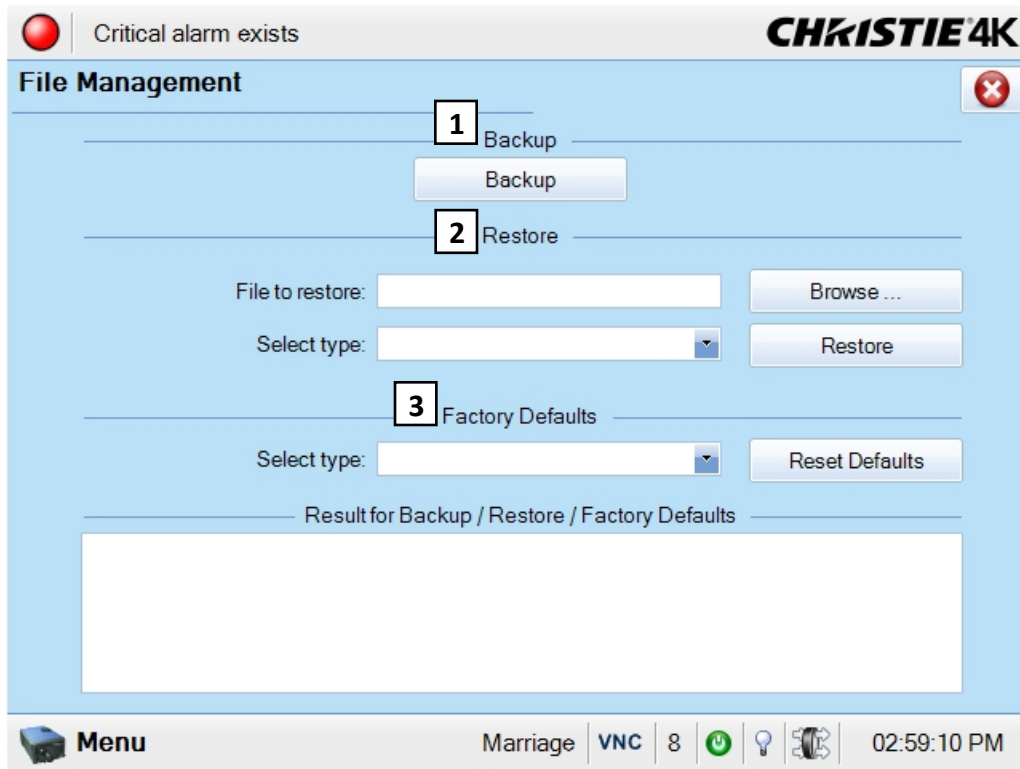 Critical alarm exists
CHRISTIE 4K
File Management
1
Backup
Backup
2
Restore
File to restore:
Browse ...
Select type:
Restore
3
Factory Defaults
Select type:
Reset Defaults
Result for Backup / Restore / Factory Defaults
Menu
Marriage
VNC
8
02:59:10 PM